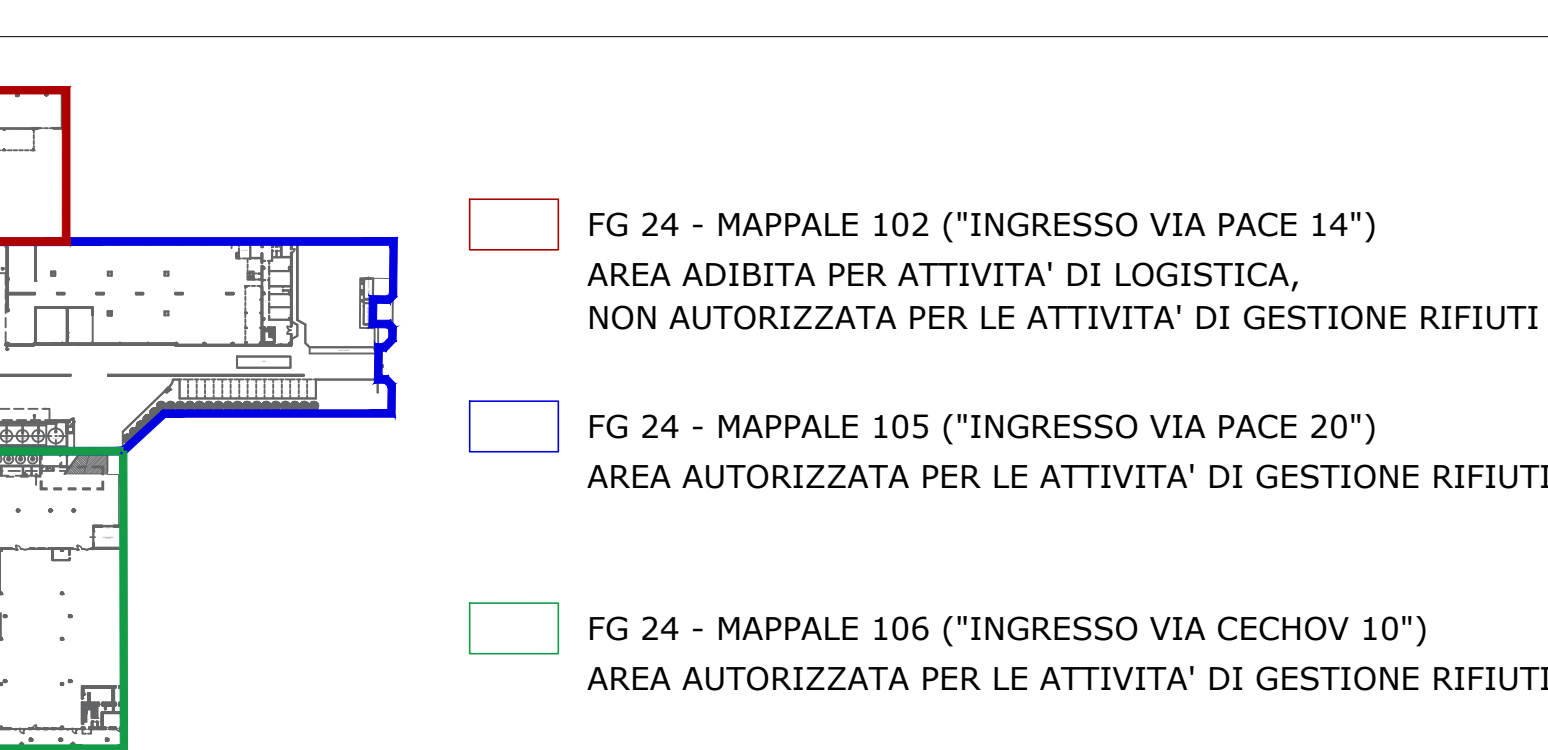 FG 24 - MAPPALE 102 ("INGRESSO VIA PACE 14")
AREA ADIBITA PER ATTIVITA' DI LOGISTICA,
NON AUTORIZZATA PER LE ATTIVITA' DI GESTIONE RIFIUTI
FG 24 - MAPPALE 105 ("INGRESSO VIA PACE 20")
AREA AUTORIZZATA PER LE ATTIVITA' DI GESTIONE RIFIUTI
FG 24 - MAPPALE 106 ("INGRESSO VIA CECHOV 10")
AREA AUTORIZZATA PER LE ATTIVITA' DI GESTIONE RIFIUTI